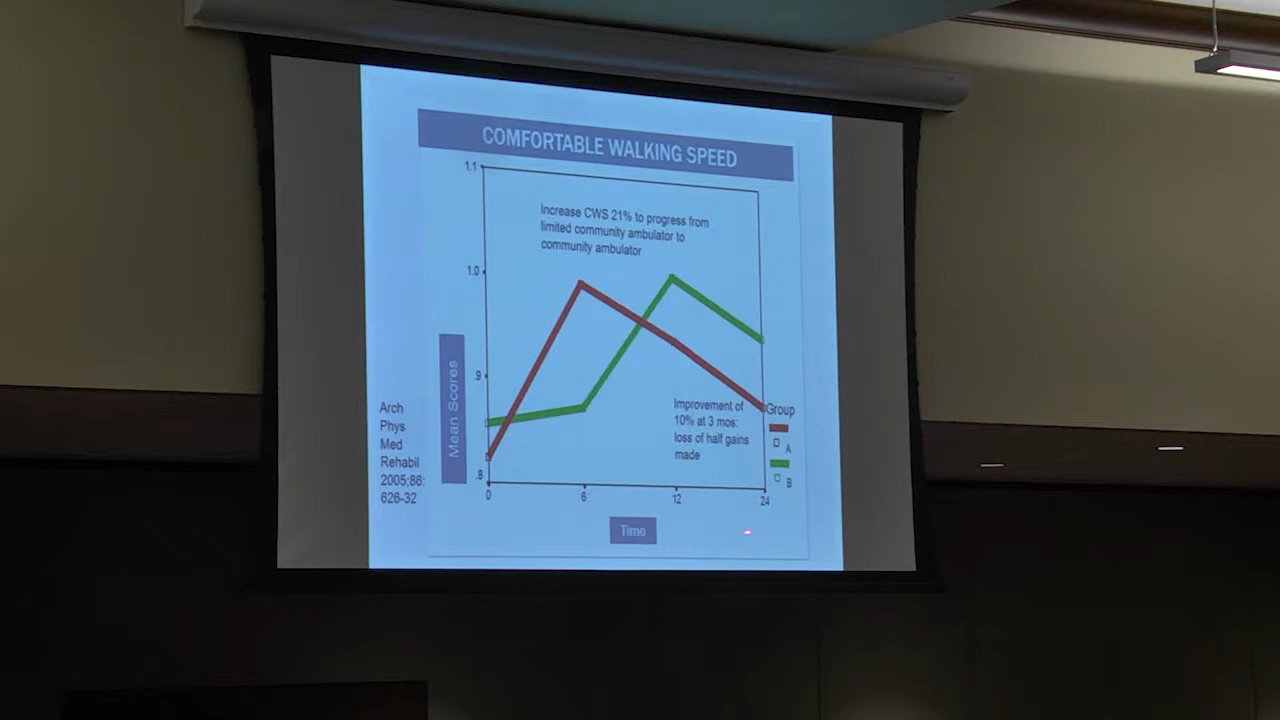 COMFORTABLE WALKING SPEED
1.1
Increase CWS 21% to progress from
limited community ambulator to
community ambulator
1.0
.9
.8
Mean Scores
Arch
Phys
Med
Rehabil
2005;86:
626-32
Improvement of
10% at 3 mos:
loss of half gains
made
Group
A
B
0
6
12
24
Time